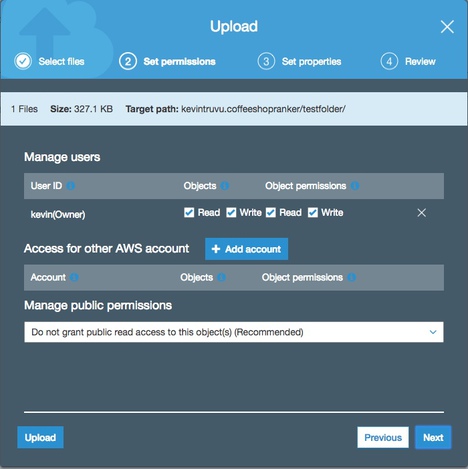 Upload
Select files 2 Set permissions 3 Set properties 4 Review
1 Files Size: 327.1 KB Target path: kevintruvu.coffeeshopranker/testfolder/
Manage users
User ID Objects Object permissions
kevin(Owner) Read Write Read Write
Access for other AWS account + Add account
Account Objects Object permissions
Manage public permissions
Do not grant public read access to this object(s) (Recommended)
Upload Previous Next